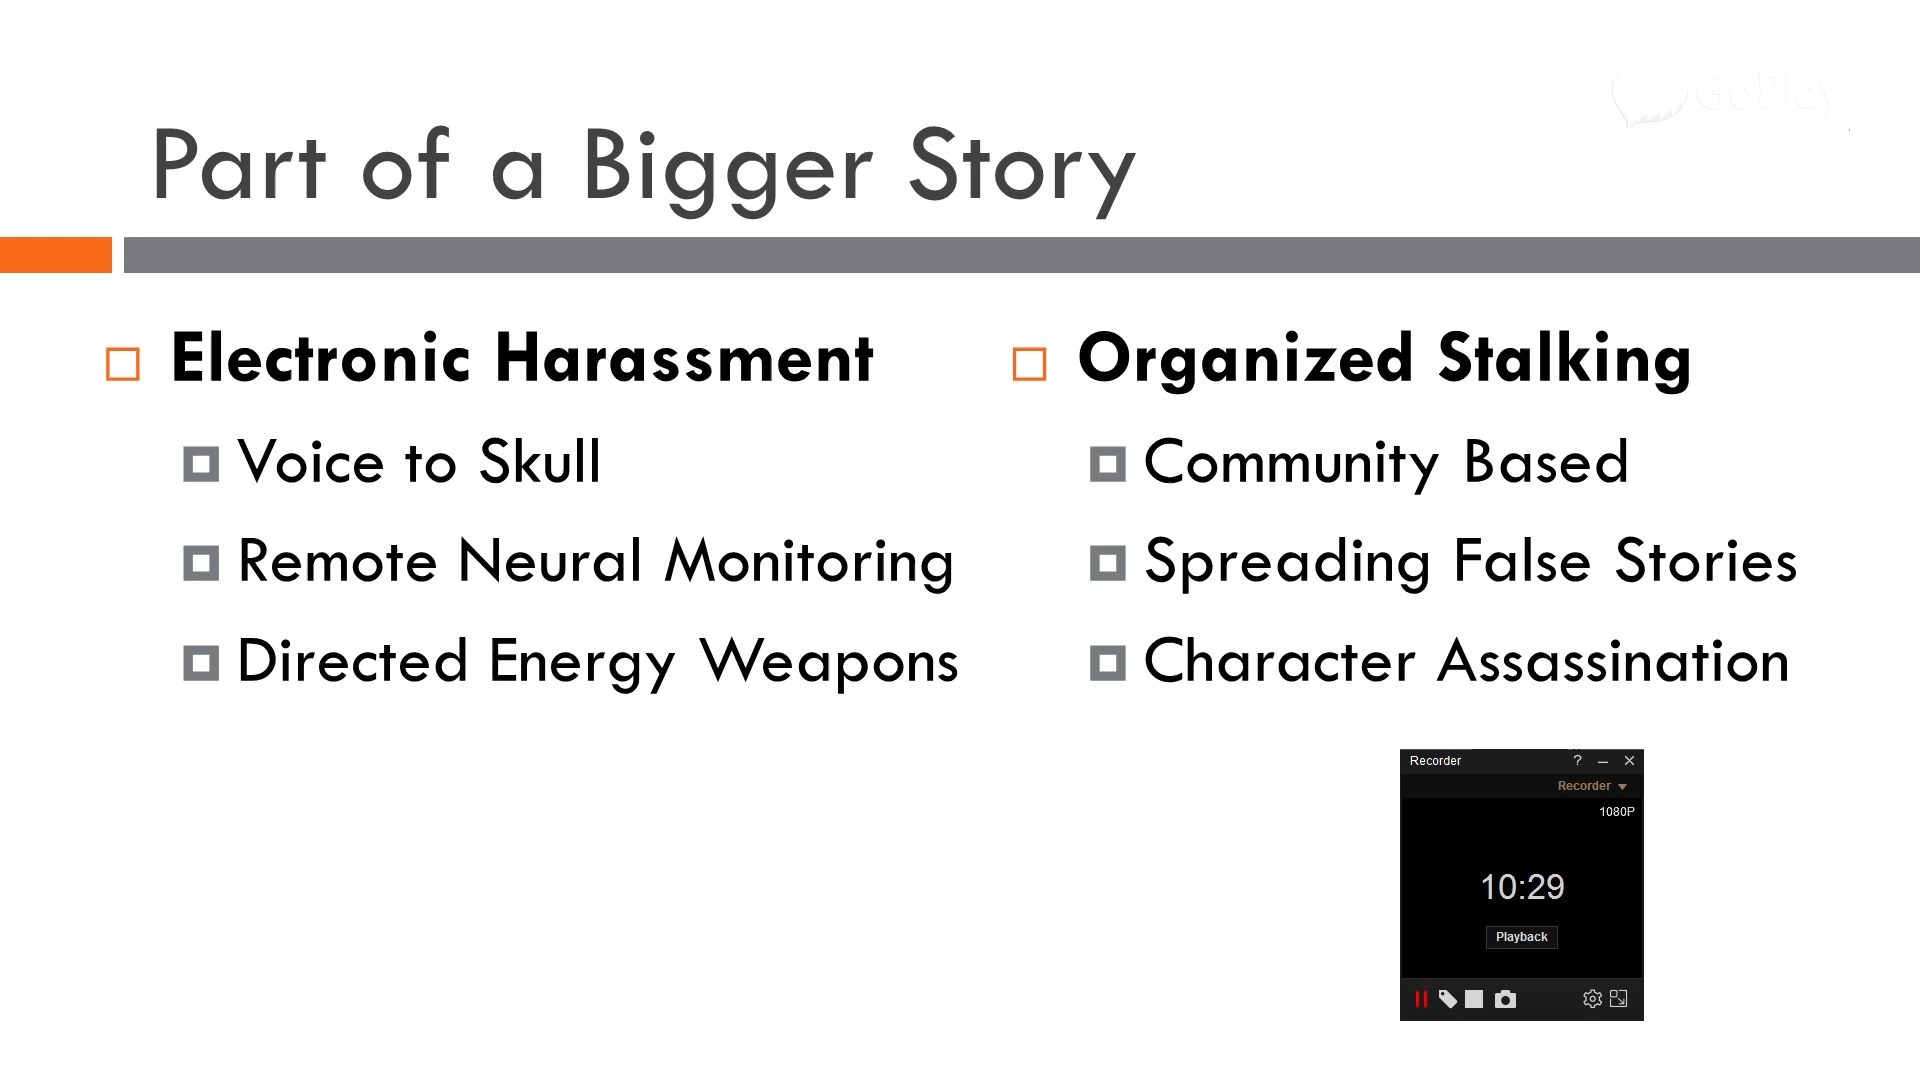 GoPlay
Part of a Bigger Story
Electronic Harassment
Voice to Skull
Remote Neural Monitoring
Directed Energy Weapons
Organized Stalking
Community Based
Spreading False Stories
Character Assassination
Recorder ?
Recorder
1080P
10:29
Playback